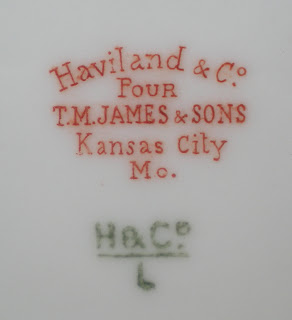 Haviland & Co
Four
T.M. JAMES & SONS
Kansas City
Mo.
H&Co
L